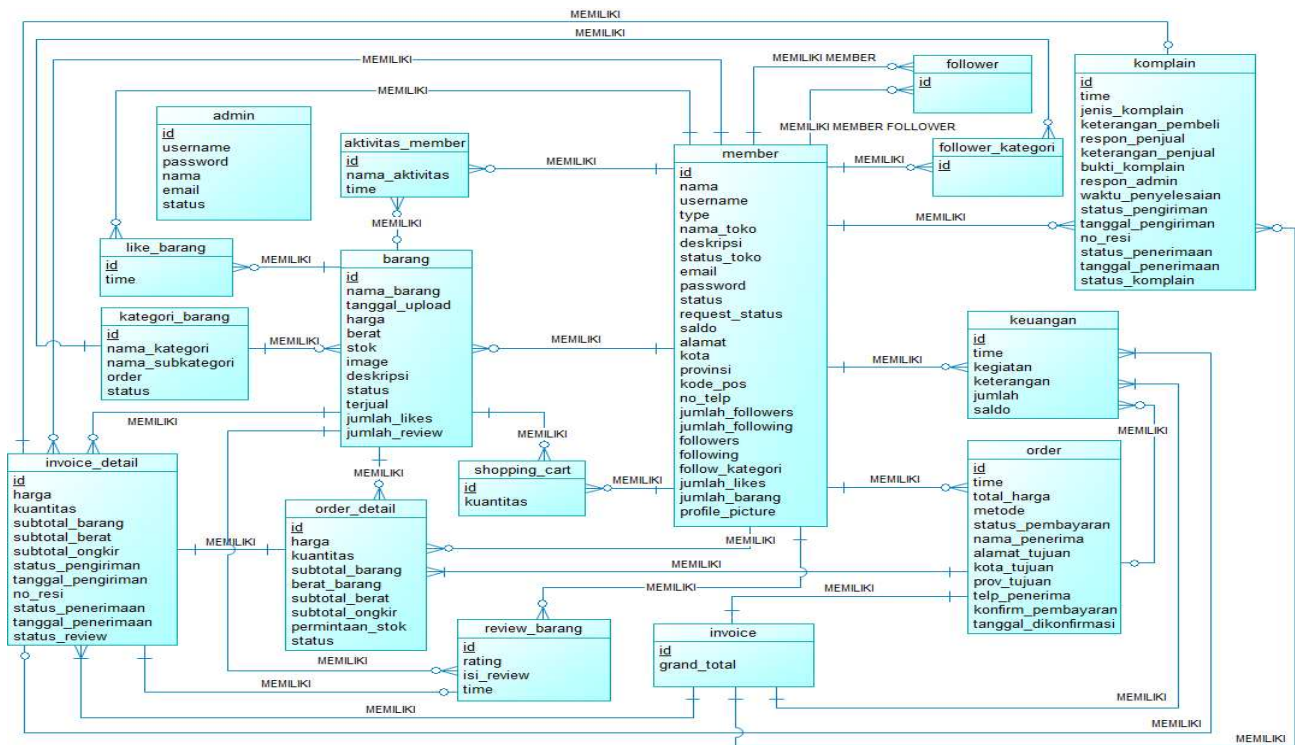 MEMILIKI
MEMILIKI
MEMILIKI
MEMILIKI
MEMILIKI MEMBER
MEMILIKI MEMBER FOLLOWER
follower
id
komplain
id
time
jenis_komplain
keterangan_pembeli
respon_penjual
keterangan_penjual
bukti_komplain
respon_admin
waktu_penyelesaian
status_pengiriman
tanggal_pengiriman
no_resi
status_penerimaan
tanggal_penerimaan
status_komplain
admin
id
username
password
nama
email
status
aktivitas_member
id
nama_aktivitas
time
MEMILIKI
member
id
nama
username
type
nama_toko
deskripsi
status_toko
email
password
status
request_status
saldo
alamat
kota
provinsi
kode_pos
no_telp
jumlah_followers
jumlah_following
followers
following
follow_kategori
jumlah_likes
jumlah_barang
profile_picture
MEMILIKI
follower_kategori
id
MEMILIKI
MEMILIKI
like_barang
id
time
MEMILIKI
barang
id
nama_barang
tanggal_upload
harga
berat
stok
image
deskripsi
status
terjual
jumlah_likes
jumlah_review
kategori_barang
id
nama_kategori
nama_subkategori
order
status
MEMILIKI
MEMILIKI
MEMILIKI
keuangan
id
time
kegiatan
keterangan
jumlah
saldo
MEMILIKI
MEMILIKI
MEMILIKI
MEMILIKI
invoice_detail
id
harga
kuantitas
subtotal_barang
subtotal_berat
subtotal_ongkir
status_pengiriman
tanggal_pengiriman
no_resi
status_penerimaan
tanggal_penerimaan
status_review
MEMILIKI
order_detail
id
harga
kuantitas
subtotal_barang
berat_barang
subtotal_berat
subtotal_ongkir
permintaan_stok
status
shopping_cart
id
kuantitas
MEMILIKI
MEMILIKI
order
id
time
total_harga
metode
status_pembayaran
nama_penerima
alamat_tujuan
kota_tujuan
prov_tujuan
telp_penerima
konfirm_pembayaran
tanggal_dikonfirmasi
MEMILIKI
MEMILIKI
MEMILIKI
MEMILIKI
review_barang
id
rating
isi_review
time
invoice
id
grand_total
MEMILIKI
MEMILIKI
MEMILIKI
MEMILIKI
MEMILIKI